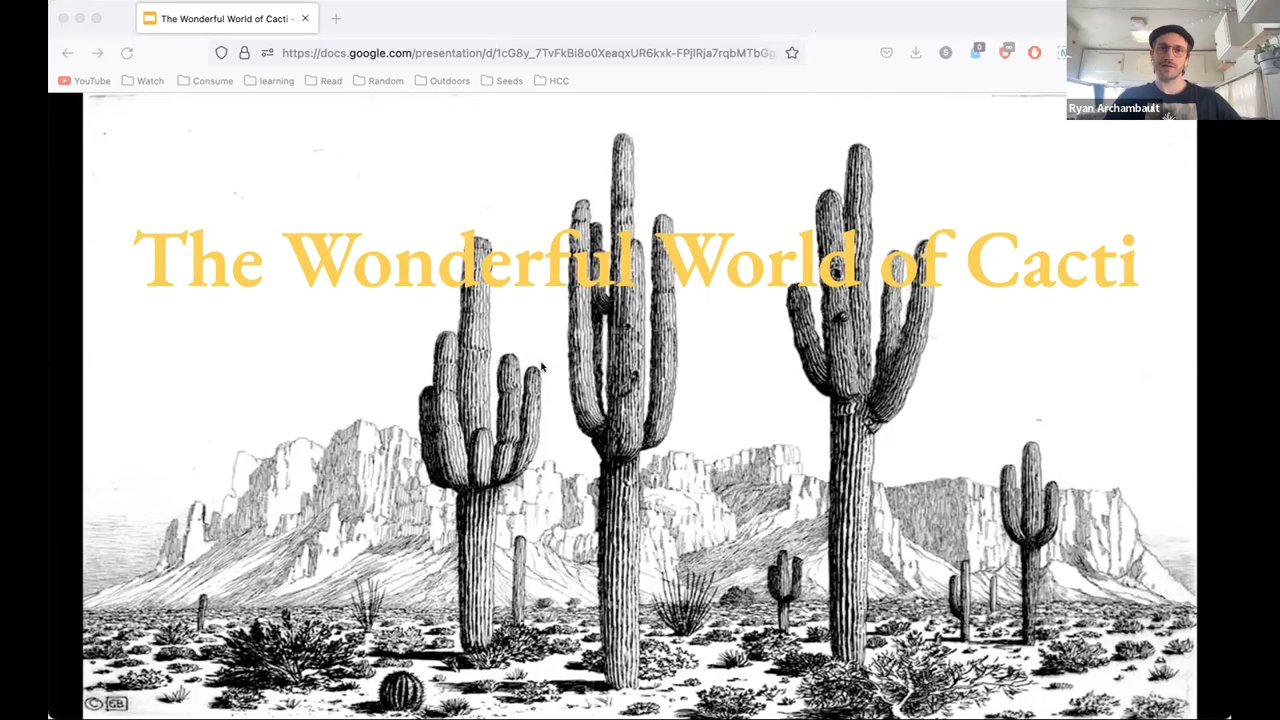 The Wonderful World of Cacti -
https://docs.google.com/presentation/d/1cG8y_7TvFkBi8o0XeaqxUR6kxk-FPjlRja7rqbMTbGg
YouTube Watch Consume learning Read Random Outdoors Seeds HCC
Ryan Archambault
The Wonderful World of Cacti